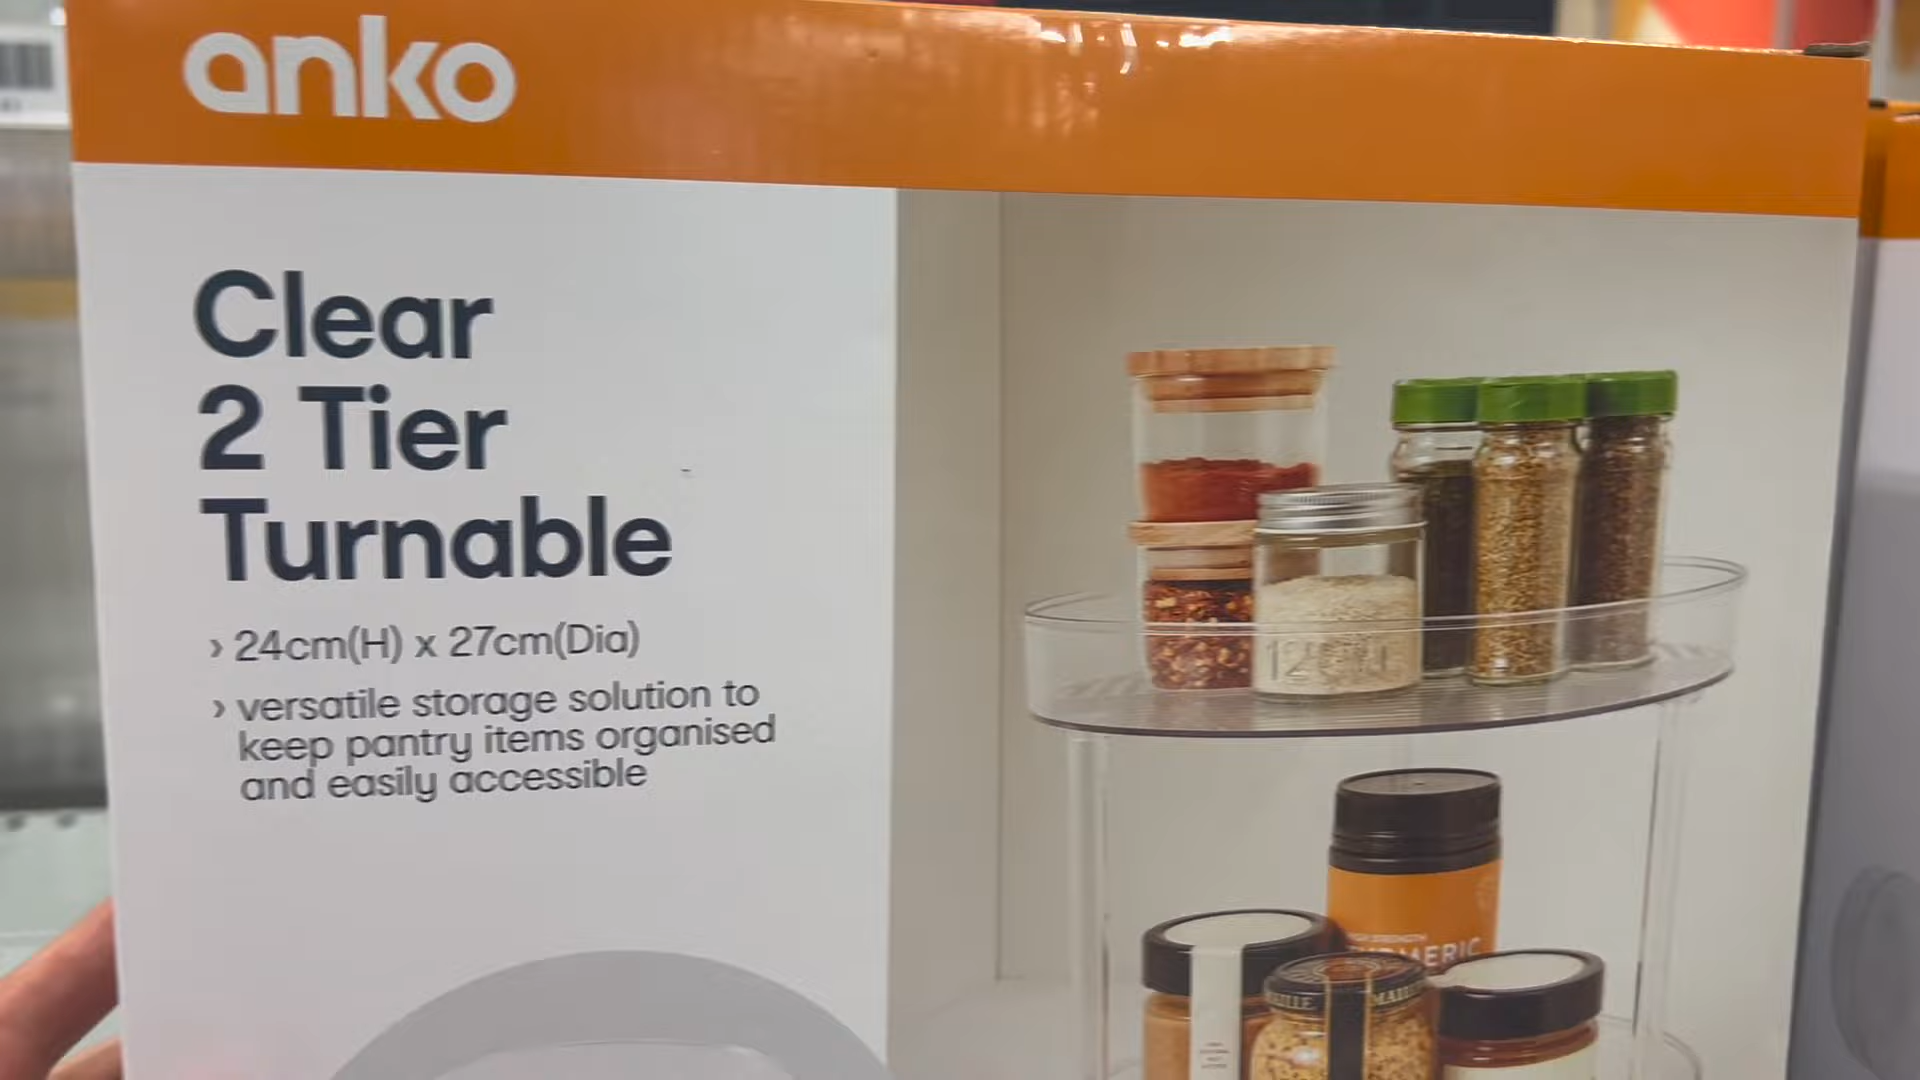 anko
Clear
2 Tier
Turnable
› 24cm(H) x 27cm(Dia)
› versatile storage solution to
keep pantry items organised
and easily accessible